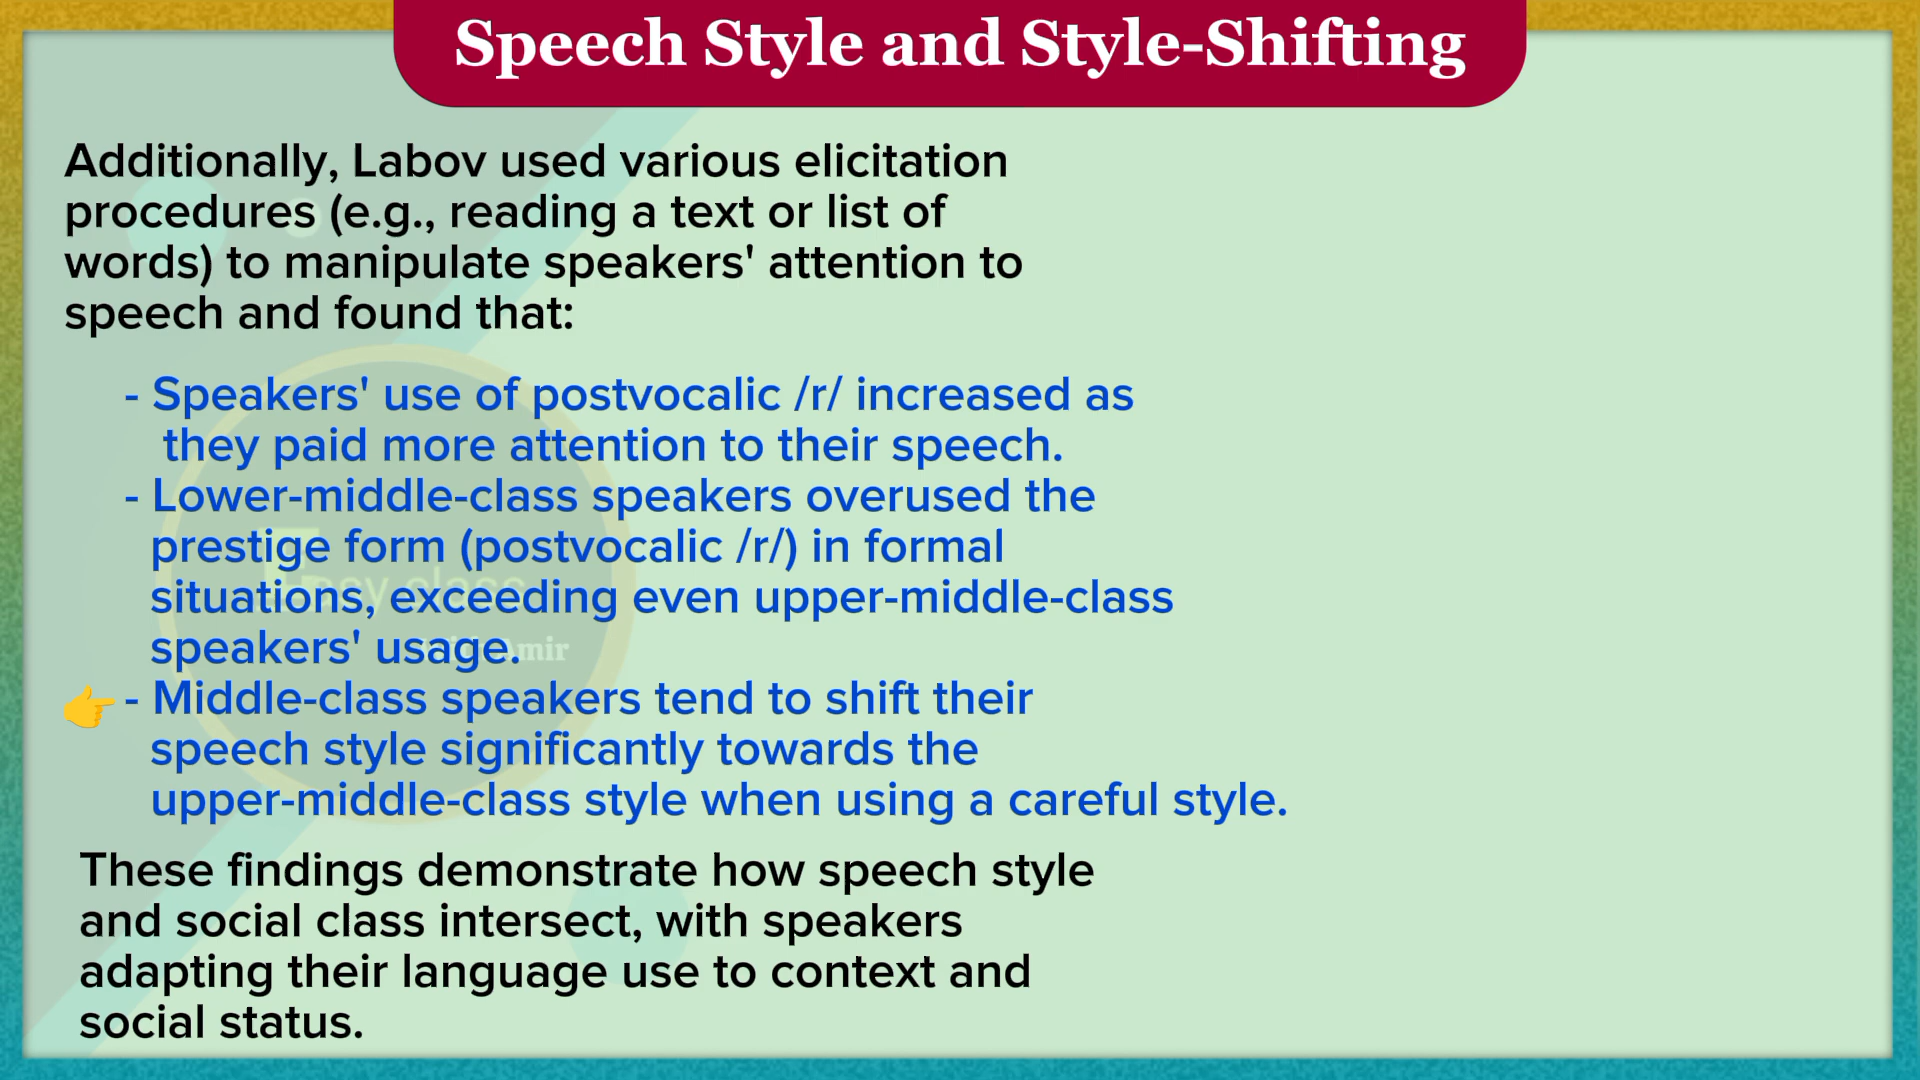 Speech Style and Style-Shifting
Additionally, Labov used various elicitation
procedures (e.g., reading a text or list of
words) to manipulate speakers' attention to
speech and found that:
- Speakers' use of postvocalic /r/ increased as
they paid more attention to their speech.
- Lower-middle-class speakers overused the
prestige form (postvocalic /r/) in formal
situations, exceeding even upper-middle-class
speakers' usage.
- Middle-class speakers tend to shift their
speech style significantly towards the
upper-middle-class style when using a careful style.
These findings demonstrate how speech style
and social class intersect, with speakers
adapting their language use to context and
social status.
Easy class
Amir